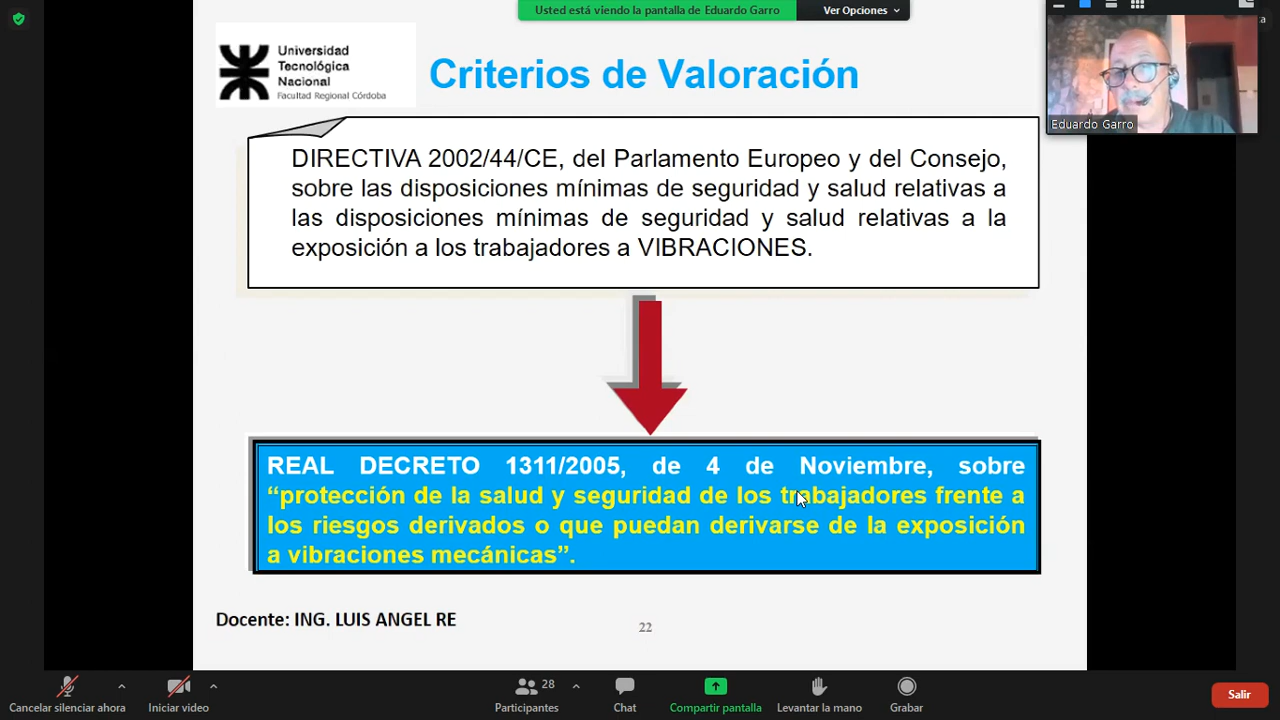 Usted está viendo la pantalla de Eduardo Garro
Ver Opciones
Universidad
Tecnológica
Nacional
Facultad Regional Córdoba
Criterios de Valoración
Eduardo Garro
DIRECTIVA 2002/44/CE, del Parlamento Europeo y del Consejo,
sobre las disposiciones mínimas de seguridad y salud relativas a
las disposiciones mínimas de seguridad y salud relativas a la
exposición a los trabajadores a VIBRACIONES.
REAL DECRETO 1311/2005, de 4 de Noviembre, sobre
“protección de la salud y seguridad de los trabajadores frente a
los riesgos derivados o que puedan derivarse de la exposición
a vibraciones mecánicas”.
Docente: ING. LUIS ANGEL RE
22
Cancelar silenciar ahora
Iniciar video
28
Participantes
Chat
Compartir pantalla
Levantar la mano
Grabar
Salir